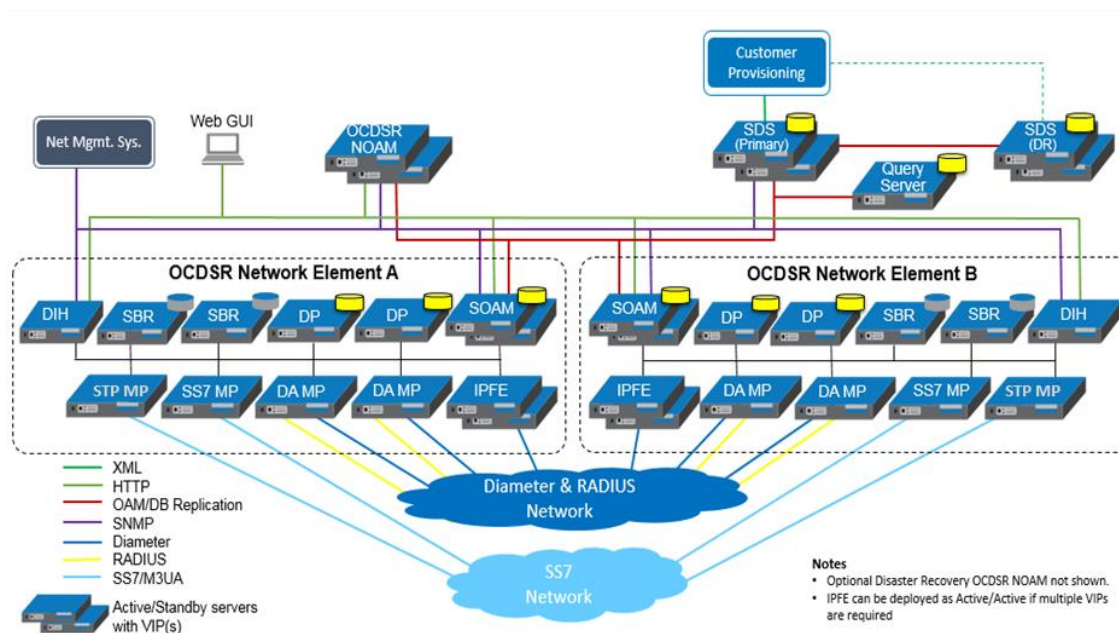 Customer
Provisioning
Net Mgmt. Sys.
Web GUI
OCDSR
NOAM
SDS
(Primary)
SDS
(DR)
Query
Server
OCDSR Network Element A
OCDSR Network Element B
DIH
SBR
SBR
DP
DP
SOAM
SOAM
DP
DP
SBR
SBR
DIH
STP MP
SS7 MP
DA MP
DA MP
IPFE
IPFE
DA MP
DA MP
SS7 MP
STP MP
Diameter & RADIUS
Network
SS7
Network
XML
HTTP
OAM/DB Replication
SNMP
Diameter
RADIUS
SS7/M3UA
Active/Standby servers
with VIP(s)
Notes
• Optional Disaster Recovery OCDSR NOAM not shown.
• IPFE can be deployed as Active/Active if multiple VIPs
are required